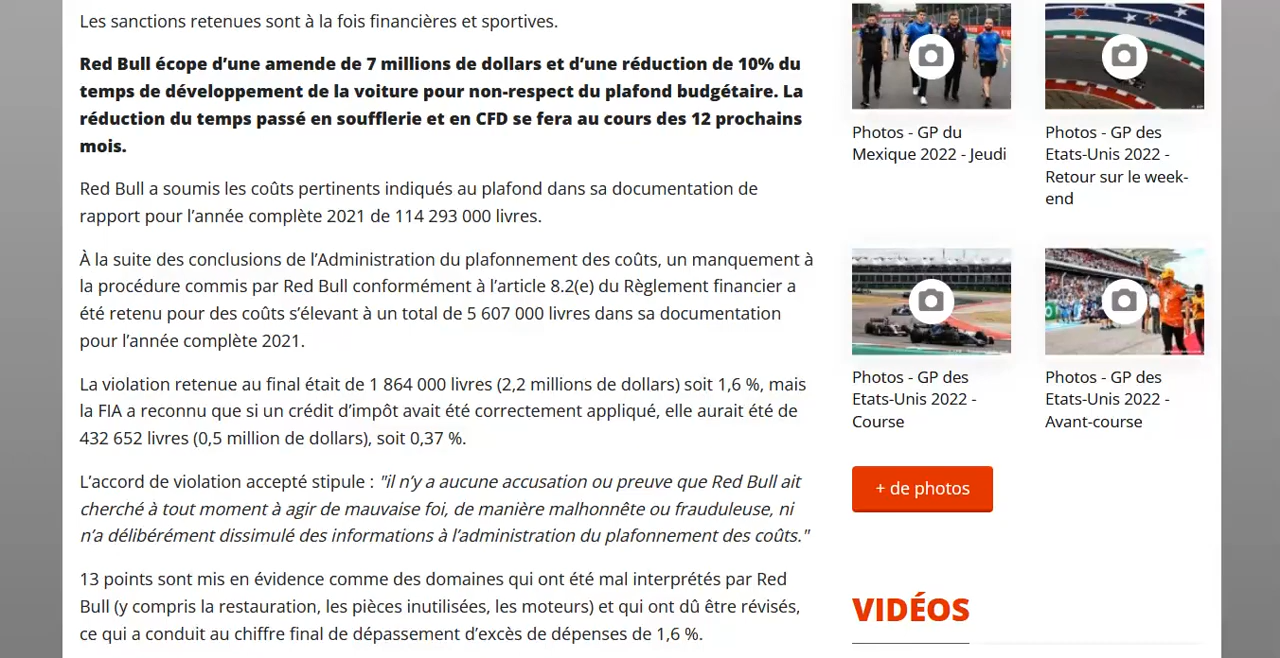 Les sanctions retenues sont à la fois financières et sportives.
Red Bull écope d’une amende de 7 millions de dollars et d’une réduction de 10% du
temps de développement de la voiture pour non-respect du plafond budgétaire. La
réduction du temps passé en soufflerie et en CFD se fera au cours des 12 prochains
mois.
Red Bull a soumis les coûts pertinents indiqués au plafond dans sa documentation de
rapport pour l’année complète 2021 de 114 293 000 livres.
À la suite des conclusions de l’Administration du plafonnement des coûts, un manquement à
la procédure commis par Red Bull conformément à l’article 8.2(e) du Règlement financier a
été retenu pour des coûts s’élevant à un total de 5 607 000 livres dans sa documentation
pour l’année complète 2021.
La violation retenue au final était de 1 864 000 livres (2,2 millions de dollars) soit 1,6 %, mais
la FIA a reconnu que si un crédit d’impôt avait été correctement appliqué, elle aurait été de
432 652 livres (0,5 million de dollars), soit 0,37 %.
L’accord de violation accepté stipule : "il n’y a aucune accusation ou preuve que Red Bull ait
cherché à tout moment à agir de mauvaise foi, de manière malhonnête ou frauduleuse, ni
n’a délibérément dissimulé des informations à l’administration du plafonnement des coûts."
13 points sont mis en évidence comme des domaines qui ont été mal interprétés par Red
Bull (y compris la restauration, les pièces inutilisées, les moteurs) et qui ont dû être révisés,
ce qui a conduit au chiffre final de dépassement d’excès de dépenses de 1,6 %.
Photos - GP du
Mexique 2022 - Jeudi
Photos - GP des
Etats-Unis 2022 -
Retour sur le week-
end
Photos - GP des
Etats-Unis 2022 -
Course
Photos - GP des
Etats-Unis 2022 -
Avant-course
+ de photos
VIDÉOS